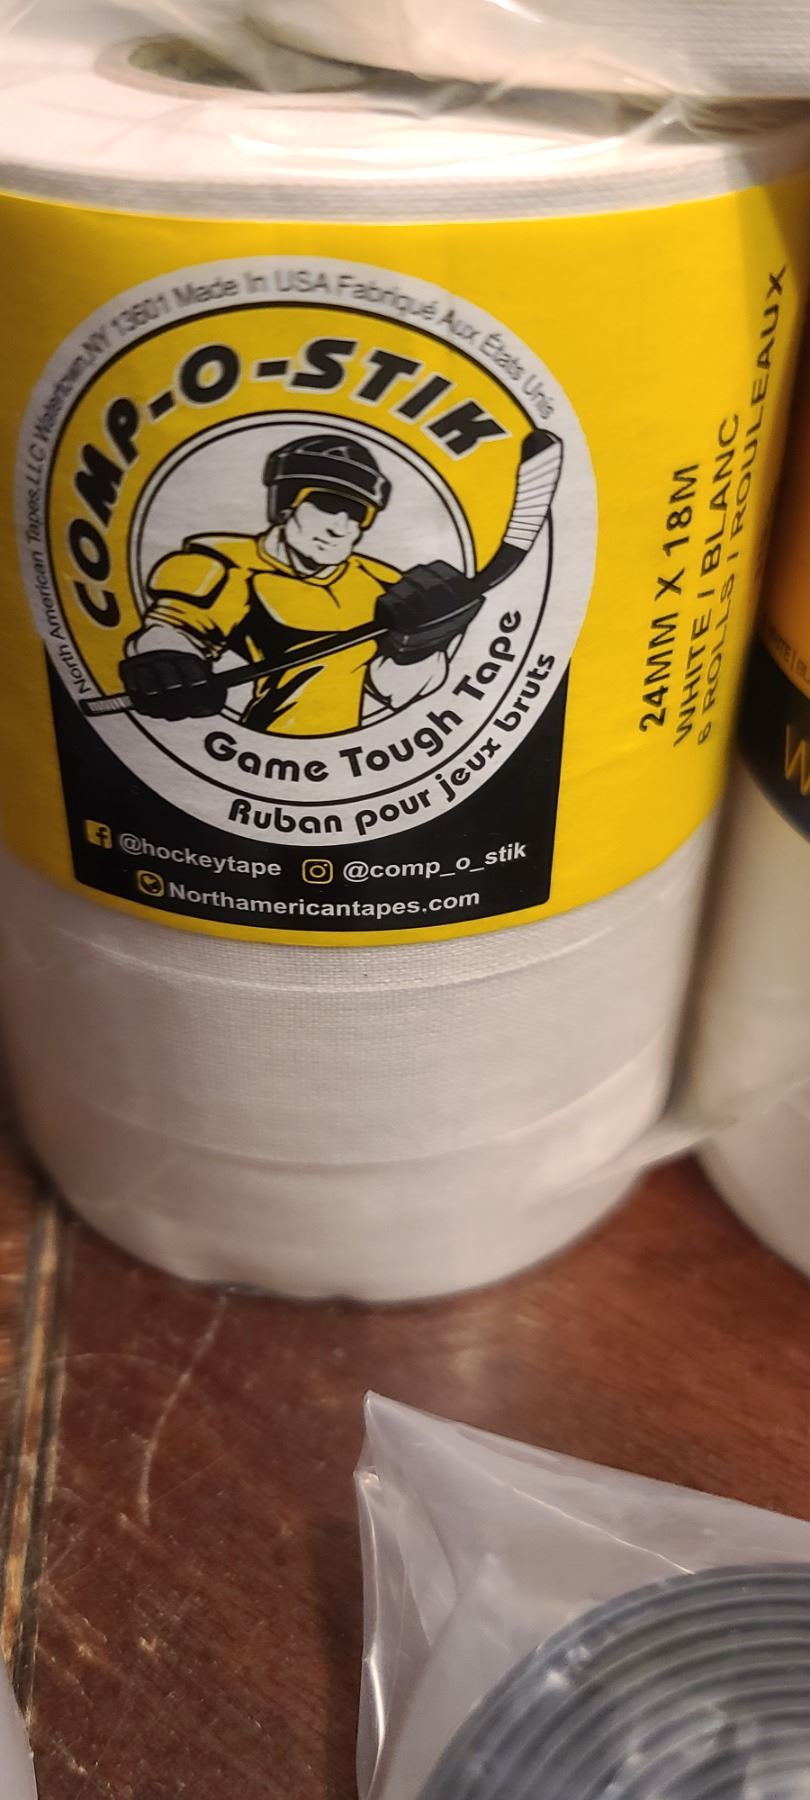 North American Tapes, LLC Watertown, NY 13601 Made In USA Fabriqué Aux États Unis
COMP-O-STIK
Game Tough Tape
Ruban pour jeux bruts
@hockeytape @comp_o_stik
Northamericantapes.com
24MM X 18M
WHITE / BLANC
6 ROLLS / ROULEAUX